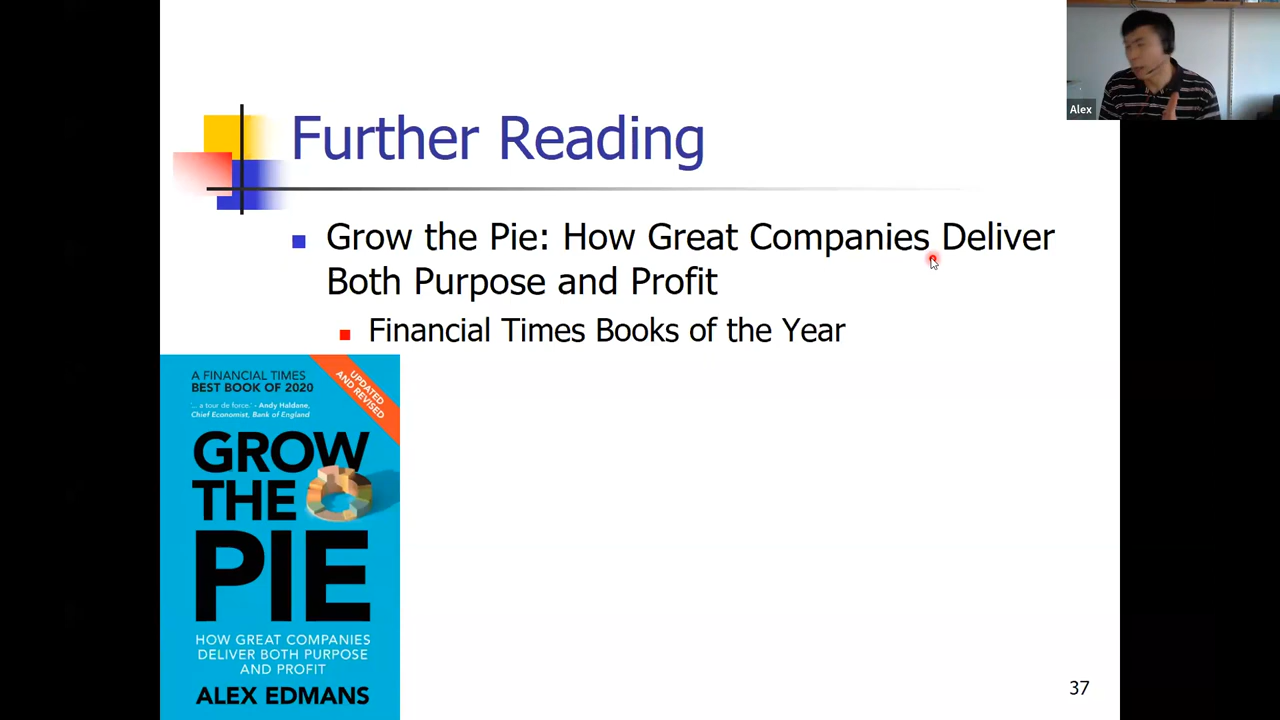 Alex
Further Reading
Grow the Pie: How Great Companies Deliver
Both Purpose and Profit
Financial Times Books of the Year
A FINANCIAL TIMES
BEST BOOK OF 2020
'... a tour de force.' - Andy Haldane,
Chief Economist, Bank of England
UPDATED
AND REVISED
GROW
THE
PIE
HOW GREAT COMPANIES
DELIVER BOTH PURPOSE
AND PROFIT
ALEX EDMANS
37